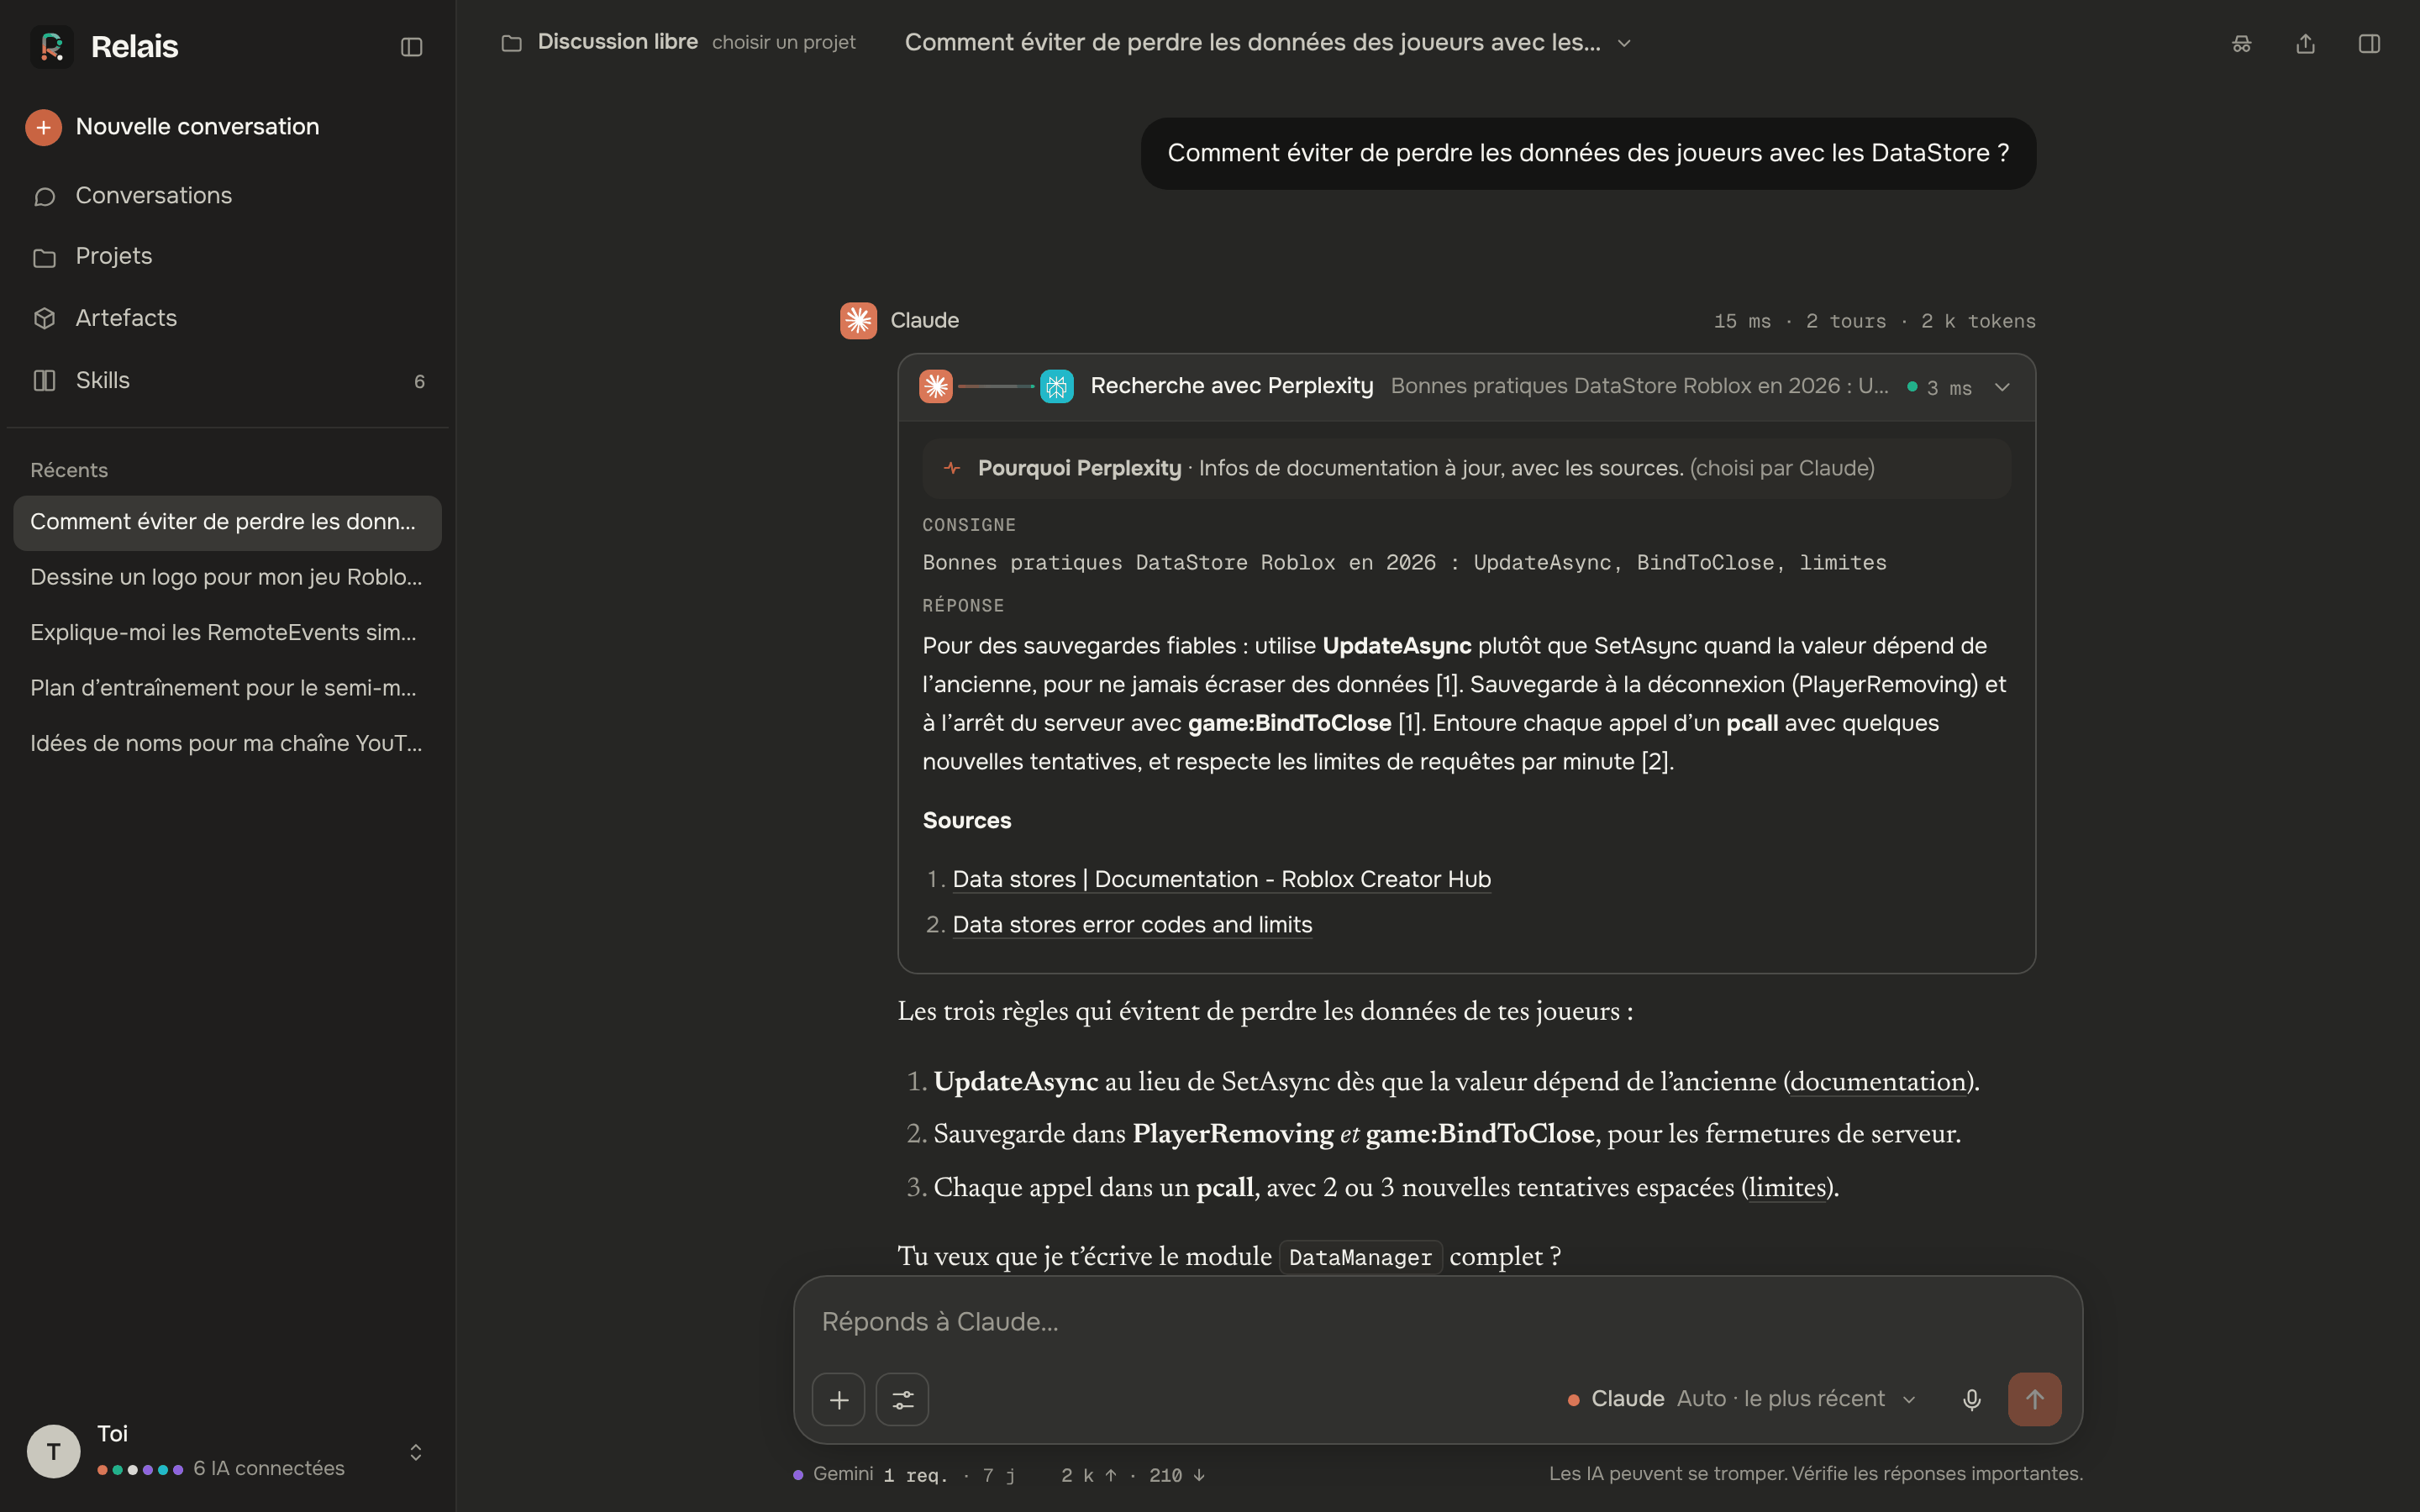 Relais
Nouvelle conversation
Conversations
Projets
Artefacts
Skills 6
Récents
Comment éviter de perdre les donn...
Dessine un logo pour mon jeu Roblo...
Explique-moi les RemoteEvents sim...
Plan d’entraînement pour le semi-m...
Idées de noms pour ma chaîne YouT...
T
Toi
6 IA connectées
Discussion libre choisir un projet
Comment éviter de perdre les données des joueurs avec les...
Comment éviter de perdre les données des joueurs avec les DataStore ?
Claude
15 ms · 2 tours · 2 k tokens
Recherche avec Perplexity Bonnes pratiques DataStore Roblox en 2026 : U... 3 ms
Pourquoi Perplexity · Infos de documentation à jour, avec les sources. (choisi par Claude)
CONSIGNE
Bonnes pratiques DataStore Roblox en 2026 : UpdateAsync, BindToClose, limites
RÉPONSE
Pour des sauvegardes fiables : utilise UpdateAsync plutôt que SetAsync quand la valeur dépend de
l’ancienne, pour ne jamais écraser des données [1]. Sauvegarde à la déconnexion (PlayerRemoving) et
à l’arrêt du serveur avec game:BindToClose [1]. Entoure chaque appel d’un pcall avec quelques
nouvelles tentatives, et respecte les limites de requêtes par minute [2].
Sources
1. Data stores | Documentation - Roblox Creator Hub
2. Data stores error codes and limits
Les trois règles qui évitent de perdre les données de tes joueurs :
1. UpdateAsync au lieu de SetAsync dès que la valeur dépend de l’ancienne (documentation).
2. Sauvegarde dans PlayerRemoving et game:BindToClose, pour les fermetures de serveur.
3. Chaque appel dans un pcall, avec 2 ou 3 nouvelles tentatives espacées (limites).
Tu veux que je t’écrive le module DataManager complet ?
Réponds à Claude...
Claude Auto · le plus récent
Gemini 1 req. · 7 j 2 k ↑ · 210 ↓
Les IA peuvent se tromper. Vérifie les réponses importantes.